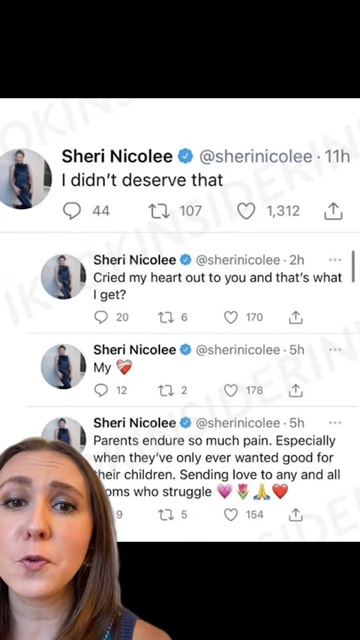 Sheri Nicolee @sherinicolee · 11h
I didn't deserve that
44 107 1,312
Sheri Nicolee @sherinicolee · 2h
Cried my heart out to you and that's what
I get?
20 6 170
Sheri Nicolee @sherinicolee · 5h
My ❤️‍🩹
12 2 178
Sheri Nicolee @sherinicolee · 5h
Parents endure so much pain. Especially
when they've only ever wanted good for
their children. Sending love to any and all
moms who struggle 💗🌷🙏❤️
9 5 154